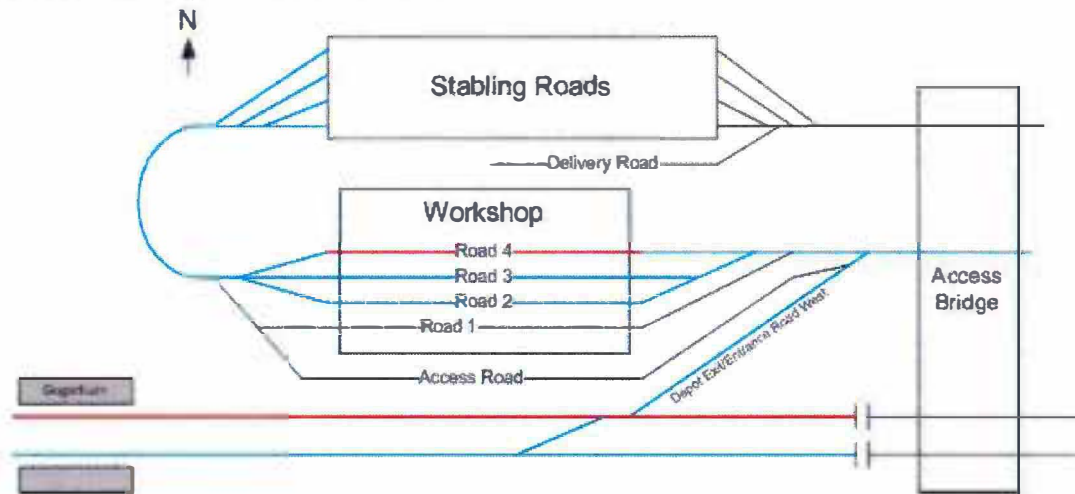 N
Stabling Roads
Delivery Road
Workshop
Road 4
Road 3
Road 2
Road 1
Access Road
Depot Exit/Entrance Road West
Access
Bridge